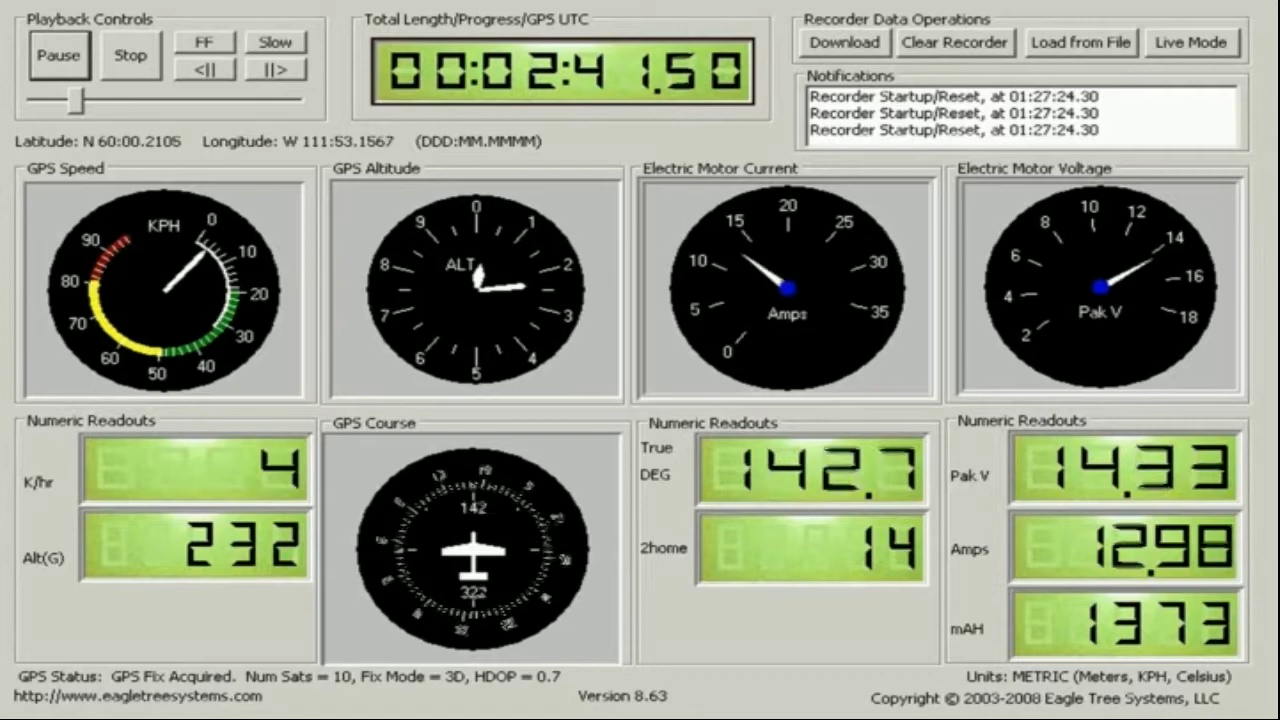 Playback Controls
Pause
Stop
FF
Slow
<||
||>
Total Length/Progress/GPS UTC
00:02:41.50
Recorder Data Operations
Download
Clear Recorder
Load from File
Live Mode
Notifications
Recorder Startup/Reset, at 01:27:24.30
Recorder Startup/Reset, at 01:27:24.30
Recorder Startup/Reset, at 01:27:24.30
Latitude: N 60:00.2105 Longitude: W 111:53.1567 (DDD:MM.MMMM)
GPS Speed
KPH
0
10
20
30
40
50
60
70
80
90
GPS Altitude
ALT
0
1
2
3
4
5
6
7
8
9
Electric Motor Current
0
5
10
15
20
25
30
35
Amps
Electric Motor Voltage
2
4
6
8
10
12
14
16
18
Pak V
Numeric Readouts
K/hr
4
Alt(G)
232
GPS Course
142
322
Numeric Readouts
True
DEG
142.7
2home
14
Numeric Readouts
Pak V
14.33
Amps
12.98
mAH
1373
GPS Status: GPS Fix Acquired. Num Sats = 10, Fix Mode = 3D, HDOP = 0.7
Units: METRIC (Meters, KPH, Celsius)
http://www.eagletreesystems.com
Version 8.63
Copyright © 2003-2008 Eagle Tree Systems, LLC